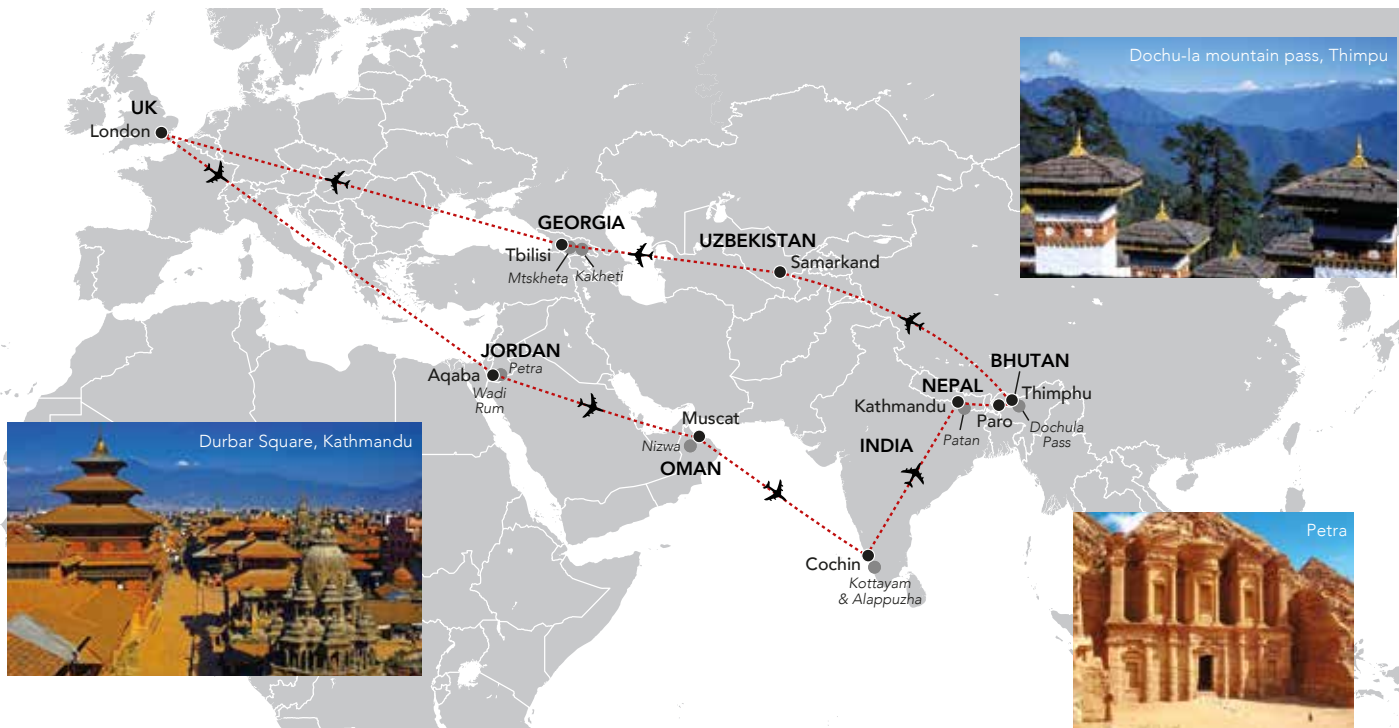 Dochu-la mountain pass, Thimpu
UK
London
GEORGIA
Tbilisi
Mtskheta
Kakheti
UZBEKISTAN
Samarkand
JORDAN
Petra
Aqaba
Wadi
Rum
BHUTAN
NEPAL
Thimphu
Kathmandu
Paro
Patan
Dochula
Pass
Muscat
Nizwa
OMAN
INDIA
Durbar Square, Kathmandu
Cochin
Kottayam
& Alappuzha
Petra